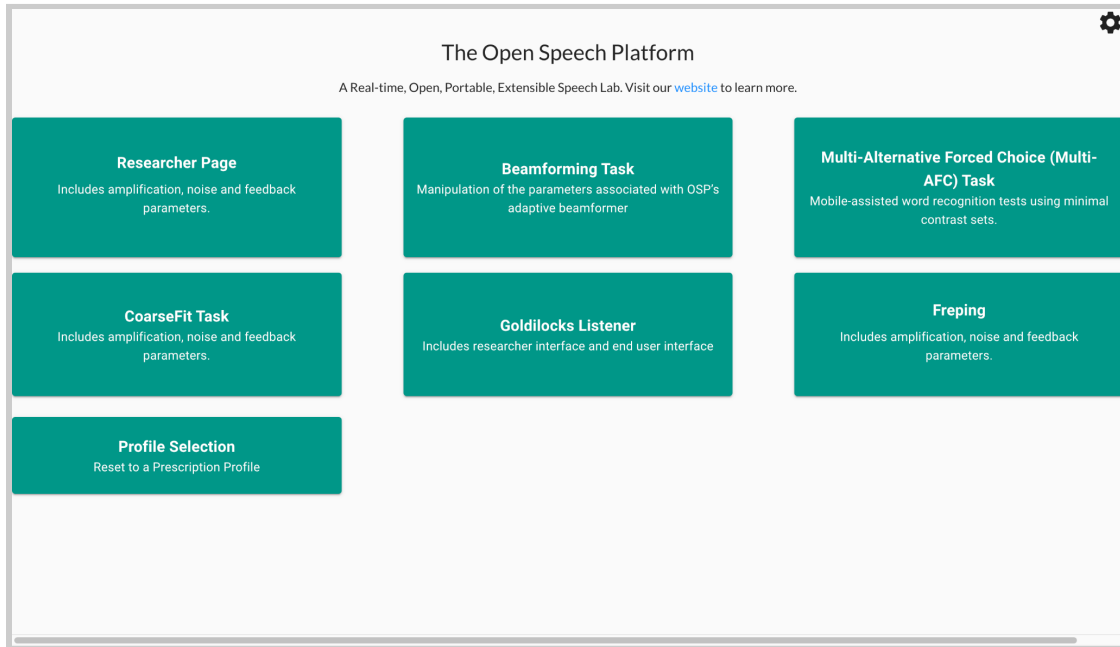 The Open Speech Platform
A Real-time, Open, Portable, Extensible Speech Lab. Visit our website to learn more.
Researcher Page
Includes amplification, noise and feedback
parameters.
Beamforming Task
Manipulation of the parameters associated with OSP's
adaptive beamformer
Multi-Alternative Forced Choice (Multi-
AFC) Task
Mobile-assisted word recognition tests using minimal
contrast sets.
CoarseFit Task
Includes amplification, noise and feedback
parameters.
Goldilocks Listener
Includes researcher interface and end user interface
Freping
Includes amplification, noise and feedback
parameters.
Profile Selection
Reset to a Prescription Profile